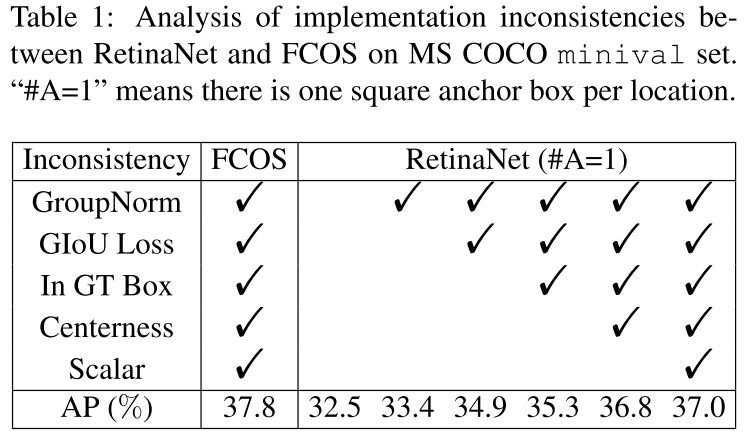 Table 1: Analysis of implementation inconsistencies be-
tween RetinaNet and FCOS on MS COCO minival set.
“#A=1” means there is one square anchor box per location.
Inconsistency FCOS RetinaNet (#A=1)
GroupNorm ✓ ✓ ✓ ✓ ✓ ✓
GIoU Loss ✓ ✓ ✓ ✓ ✓
In GT Box ✓ ✓ ✓ ✓
Centerness ✓ ✓ ✓
Scalar ✓ ✓
AP (%) 37.8 32.5 33.4 34.9 35.3 36.8 37.0